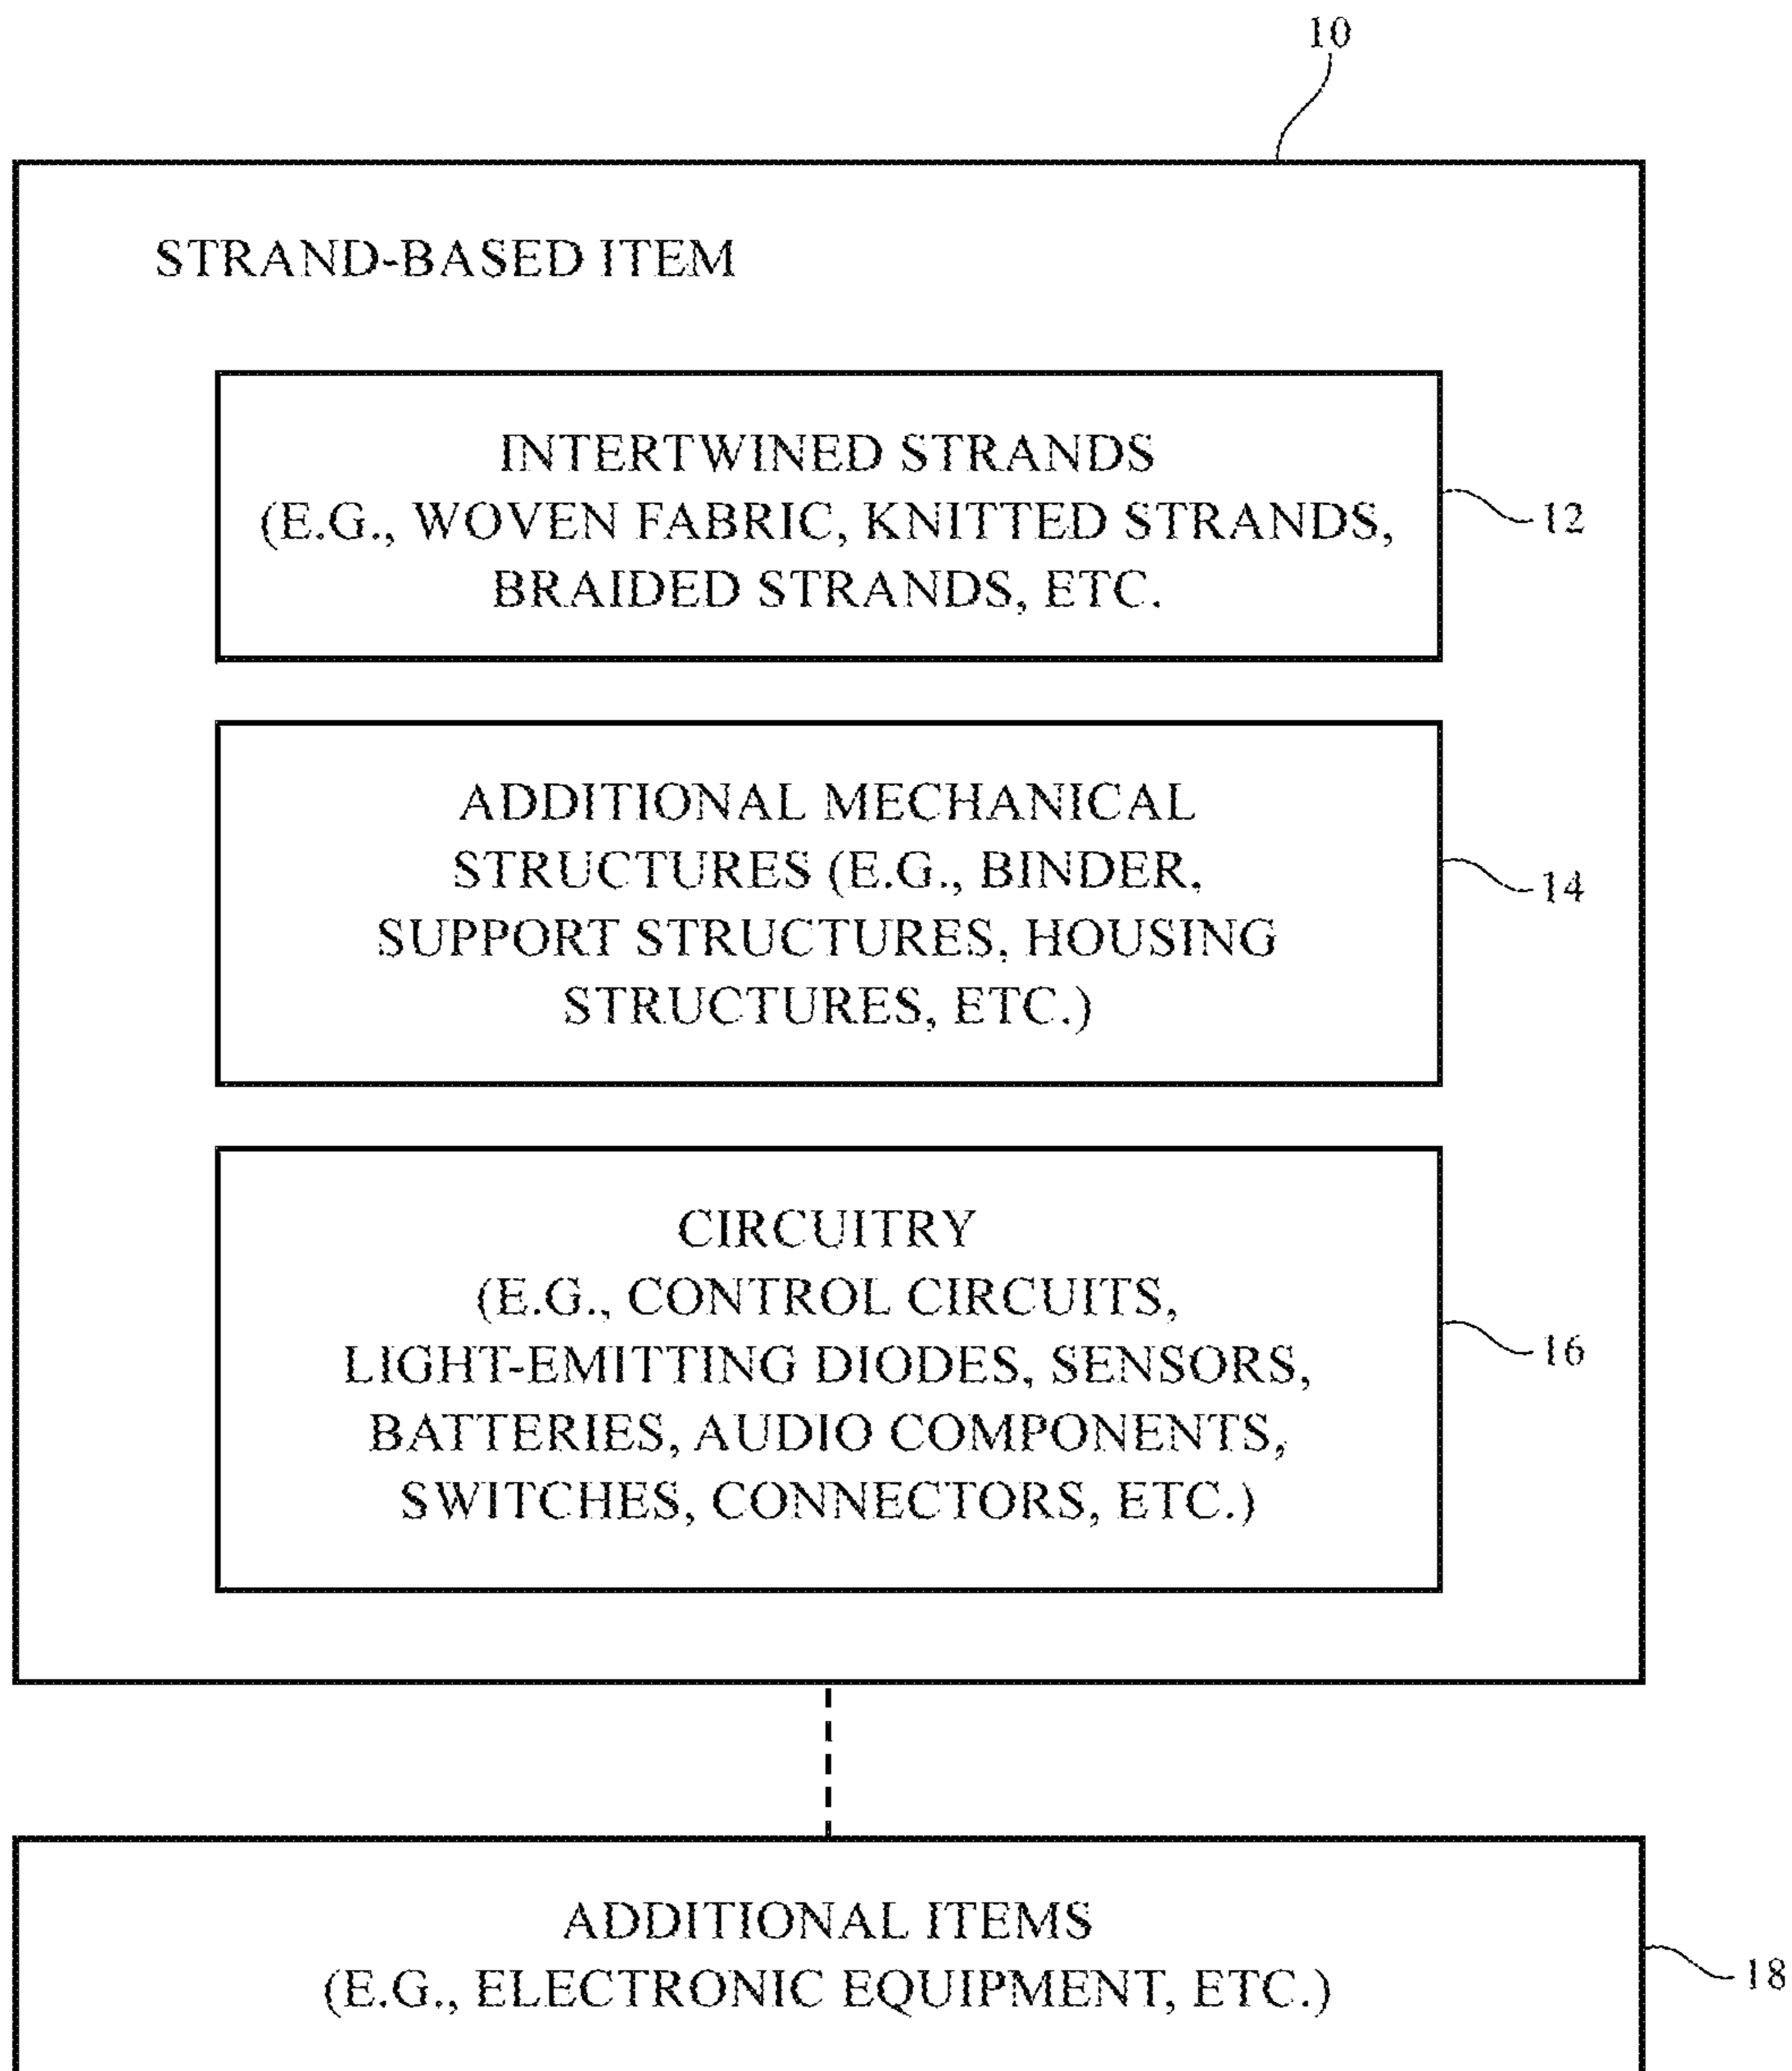 10
STRAND-BASED ITEM
INTERTWINED STRANDS
(E.G., WOVEN FABRIC, KNITTED STRANDS,
BRAIDED STRANDS, ETC.
12
ADDITIONAL MECHANICAL
STRUCTURES (E.G., BINDER,
SUPPORT STRUCTURES, HOUSING
STRUCTURES, ETC.)
14
CIRCUITRY
(E.G., CONTROL CIRCUITS,
LIGHT-EMITTING DIODES, SENSORS,
BATTERIES, AUDIO COMPONENTS,
SWITCHES, CONNECTORS, ETC.)
16
ADDITIONAL ITEMS
(E.G., ELECTRONIC EQUIPMENT, ETC.)
18